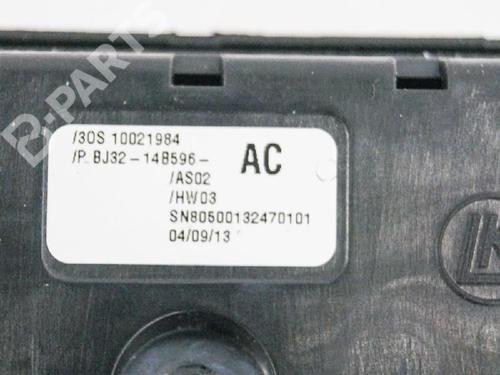 B-PARTS
/3OS 10021984
/P. BJ32-14B596- AC
/AS02
/HW03
SN80500132470101
04/09/13